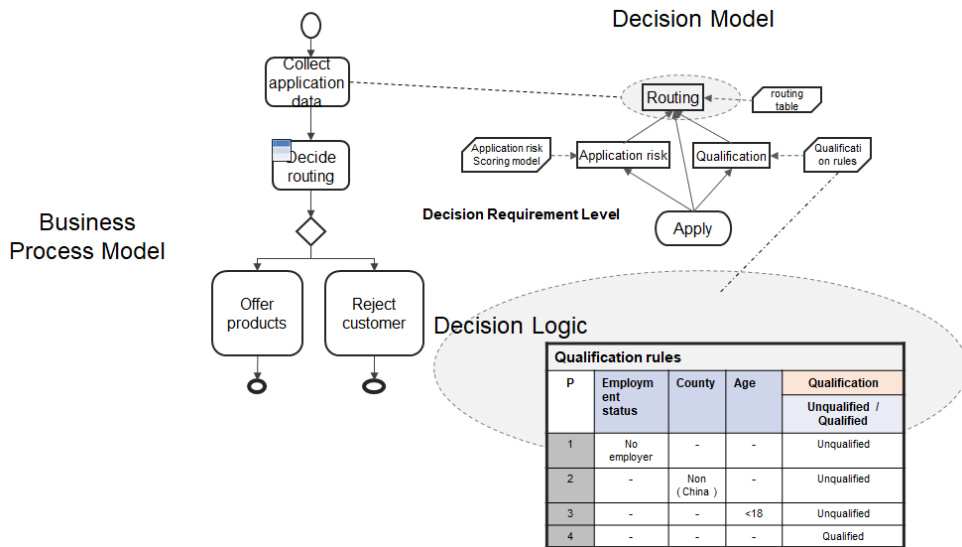 Decision Model
Collect
application
data
Routing
routing
table
Decide
routing
Application risk
Scoring model
Application risk
Qualification
Qualificati
on rules
Decision Requirement Level
Apply
Business
Process Model
Offer
products
Reject
customer
Decision Logic
Qualification rules
P
Employm
ent
status
County
Age
Qualification
Unqualified / 
Qualified
1
No
employer
-
-
Unqualified
2
-
Non
( China )
-
Unqualified
3
-
-
<18
Unqualified
4
-
-
-
Qualified